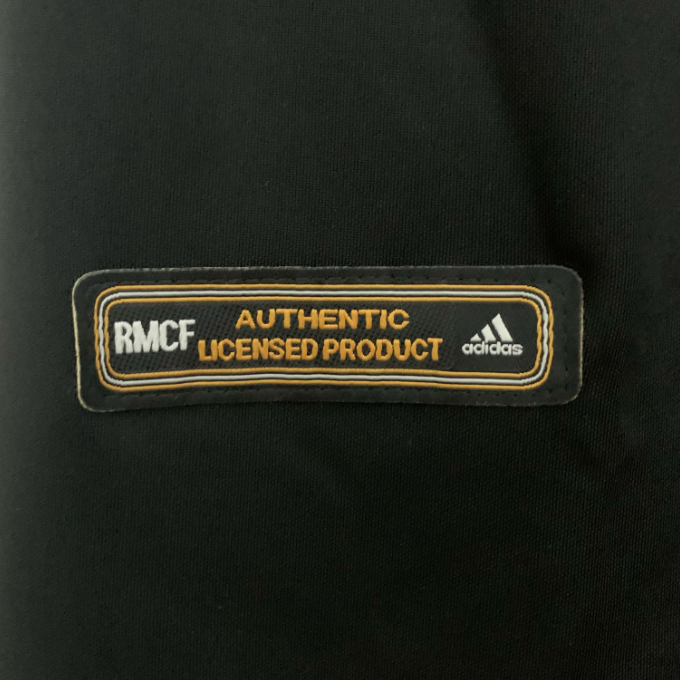 RMCF
AUTHENTIC
LICENSED PRODUCT
adidas